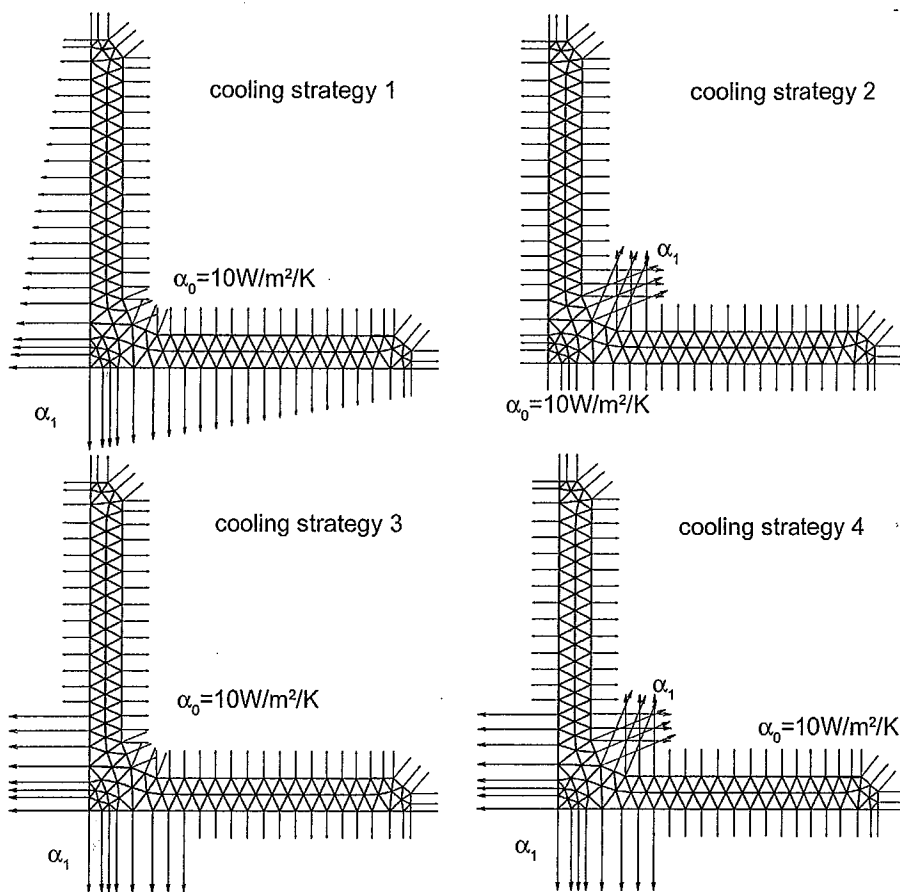 cooling strategy 1
α₀=10W/m²/K
α₁
cooling strategy 2
α₁
α₀=10W/m²/K
cooling strategy 3
α₀=10W/m²/K
α₁
cooling strategy 4
α₁
α₀=10W/m²/K
α₁